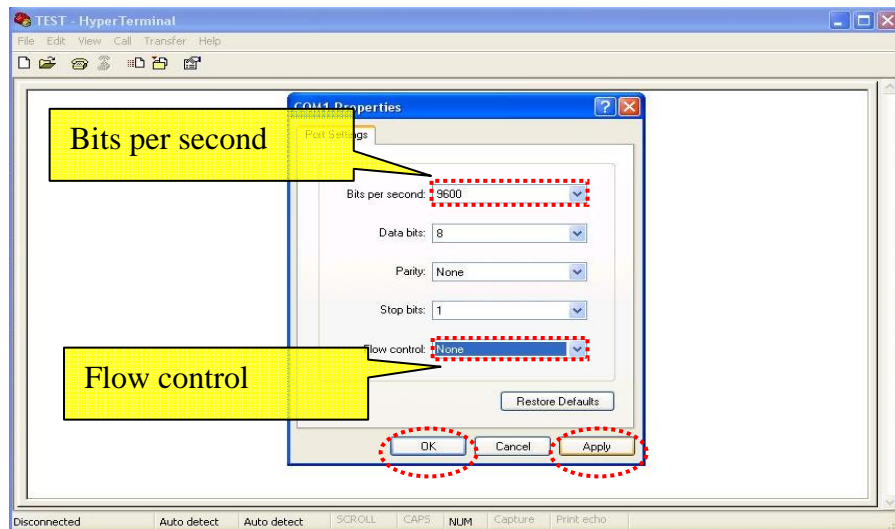 TEST - HyperTerminal
File Edit View Call Transfer Help
COM1 Properties
Port Settings
Bits per second
Bits per second: 9600
Data bits: 8
Parity: None
Stop bits: 1
Flow control: None
Flow control
Restore Defaults
OK Cancel Apply
Disconnected Auto detect Auto detect SCROLL CAPS NUM Capture Print echo